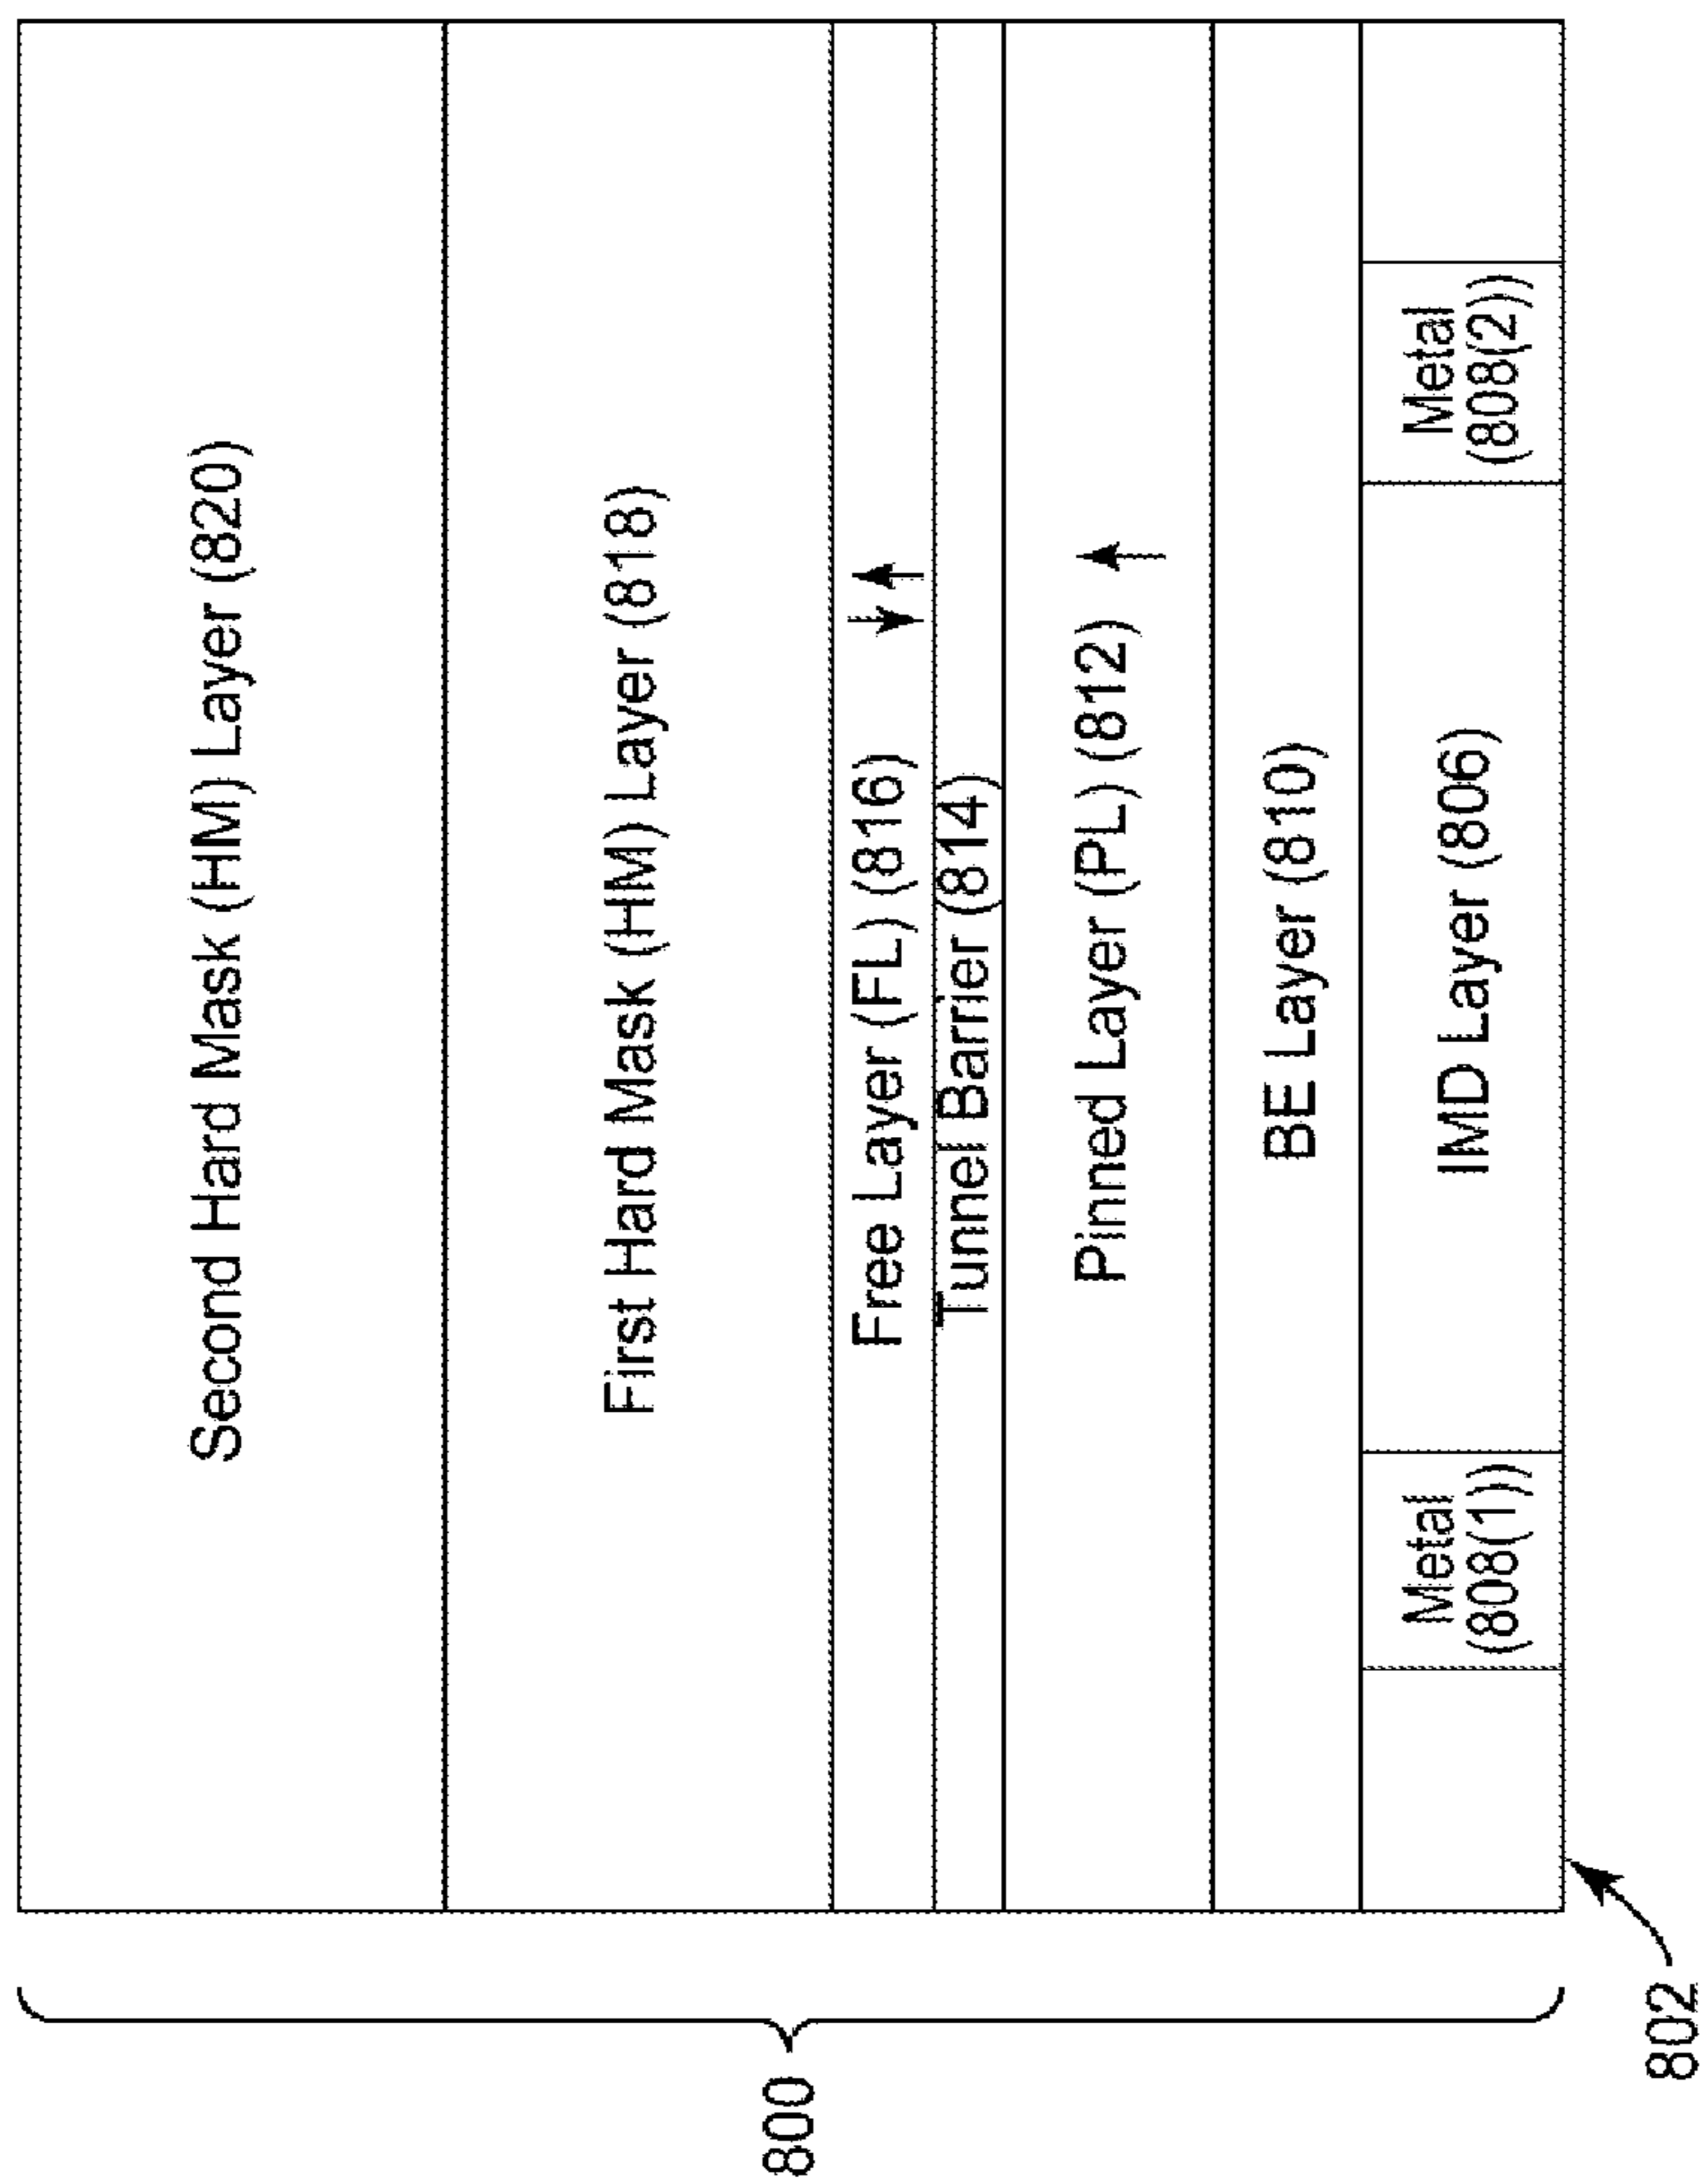 Second Hard Mask (HM) Layer (820)
First Hard Mask (HM) Layer (818)
Free Layer (FL) (816)
Tunnel Barrier (814)
Pinned Layer (PL) (812)
BE Layer (810)
Metal
(808(1))
IMD Layer (806)
Metal
(808(2))
800
802